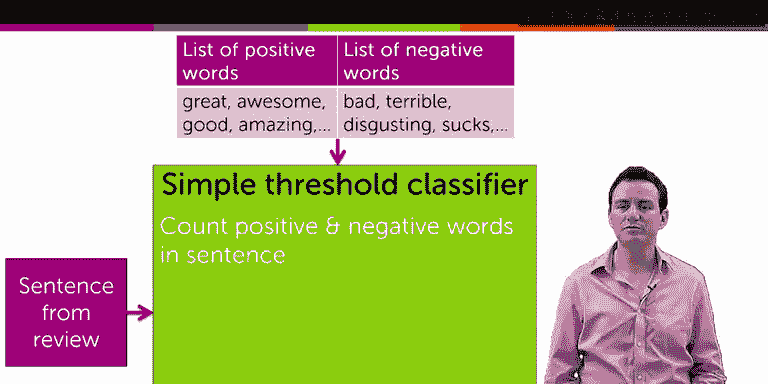 List of positive
words
List of negative
words
great, awesome,
good, amazing,...
bad, terrible,
disgusting, sucks,...
Simple threshold classifier
Count positive & negative words
in sentence
Sentence
from
review